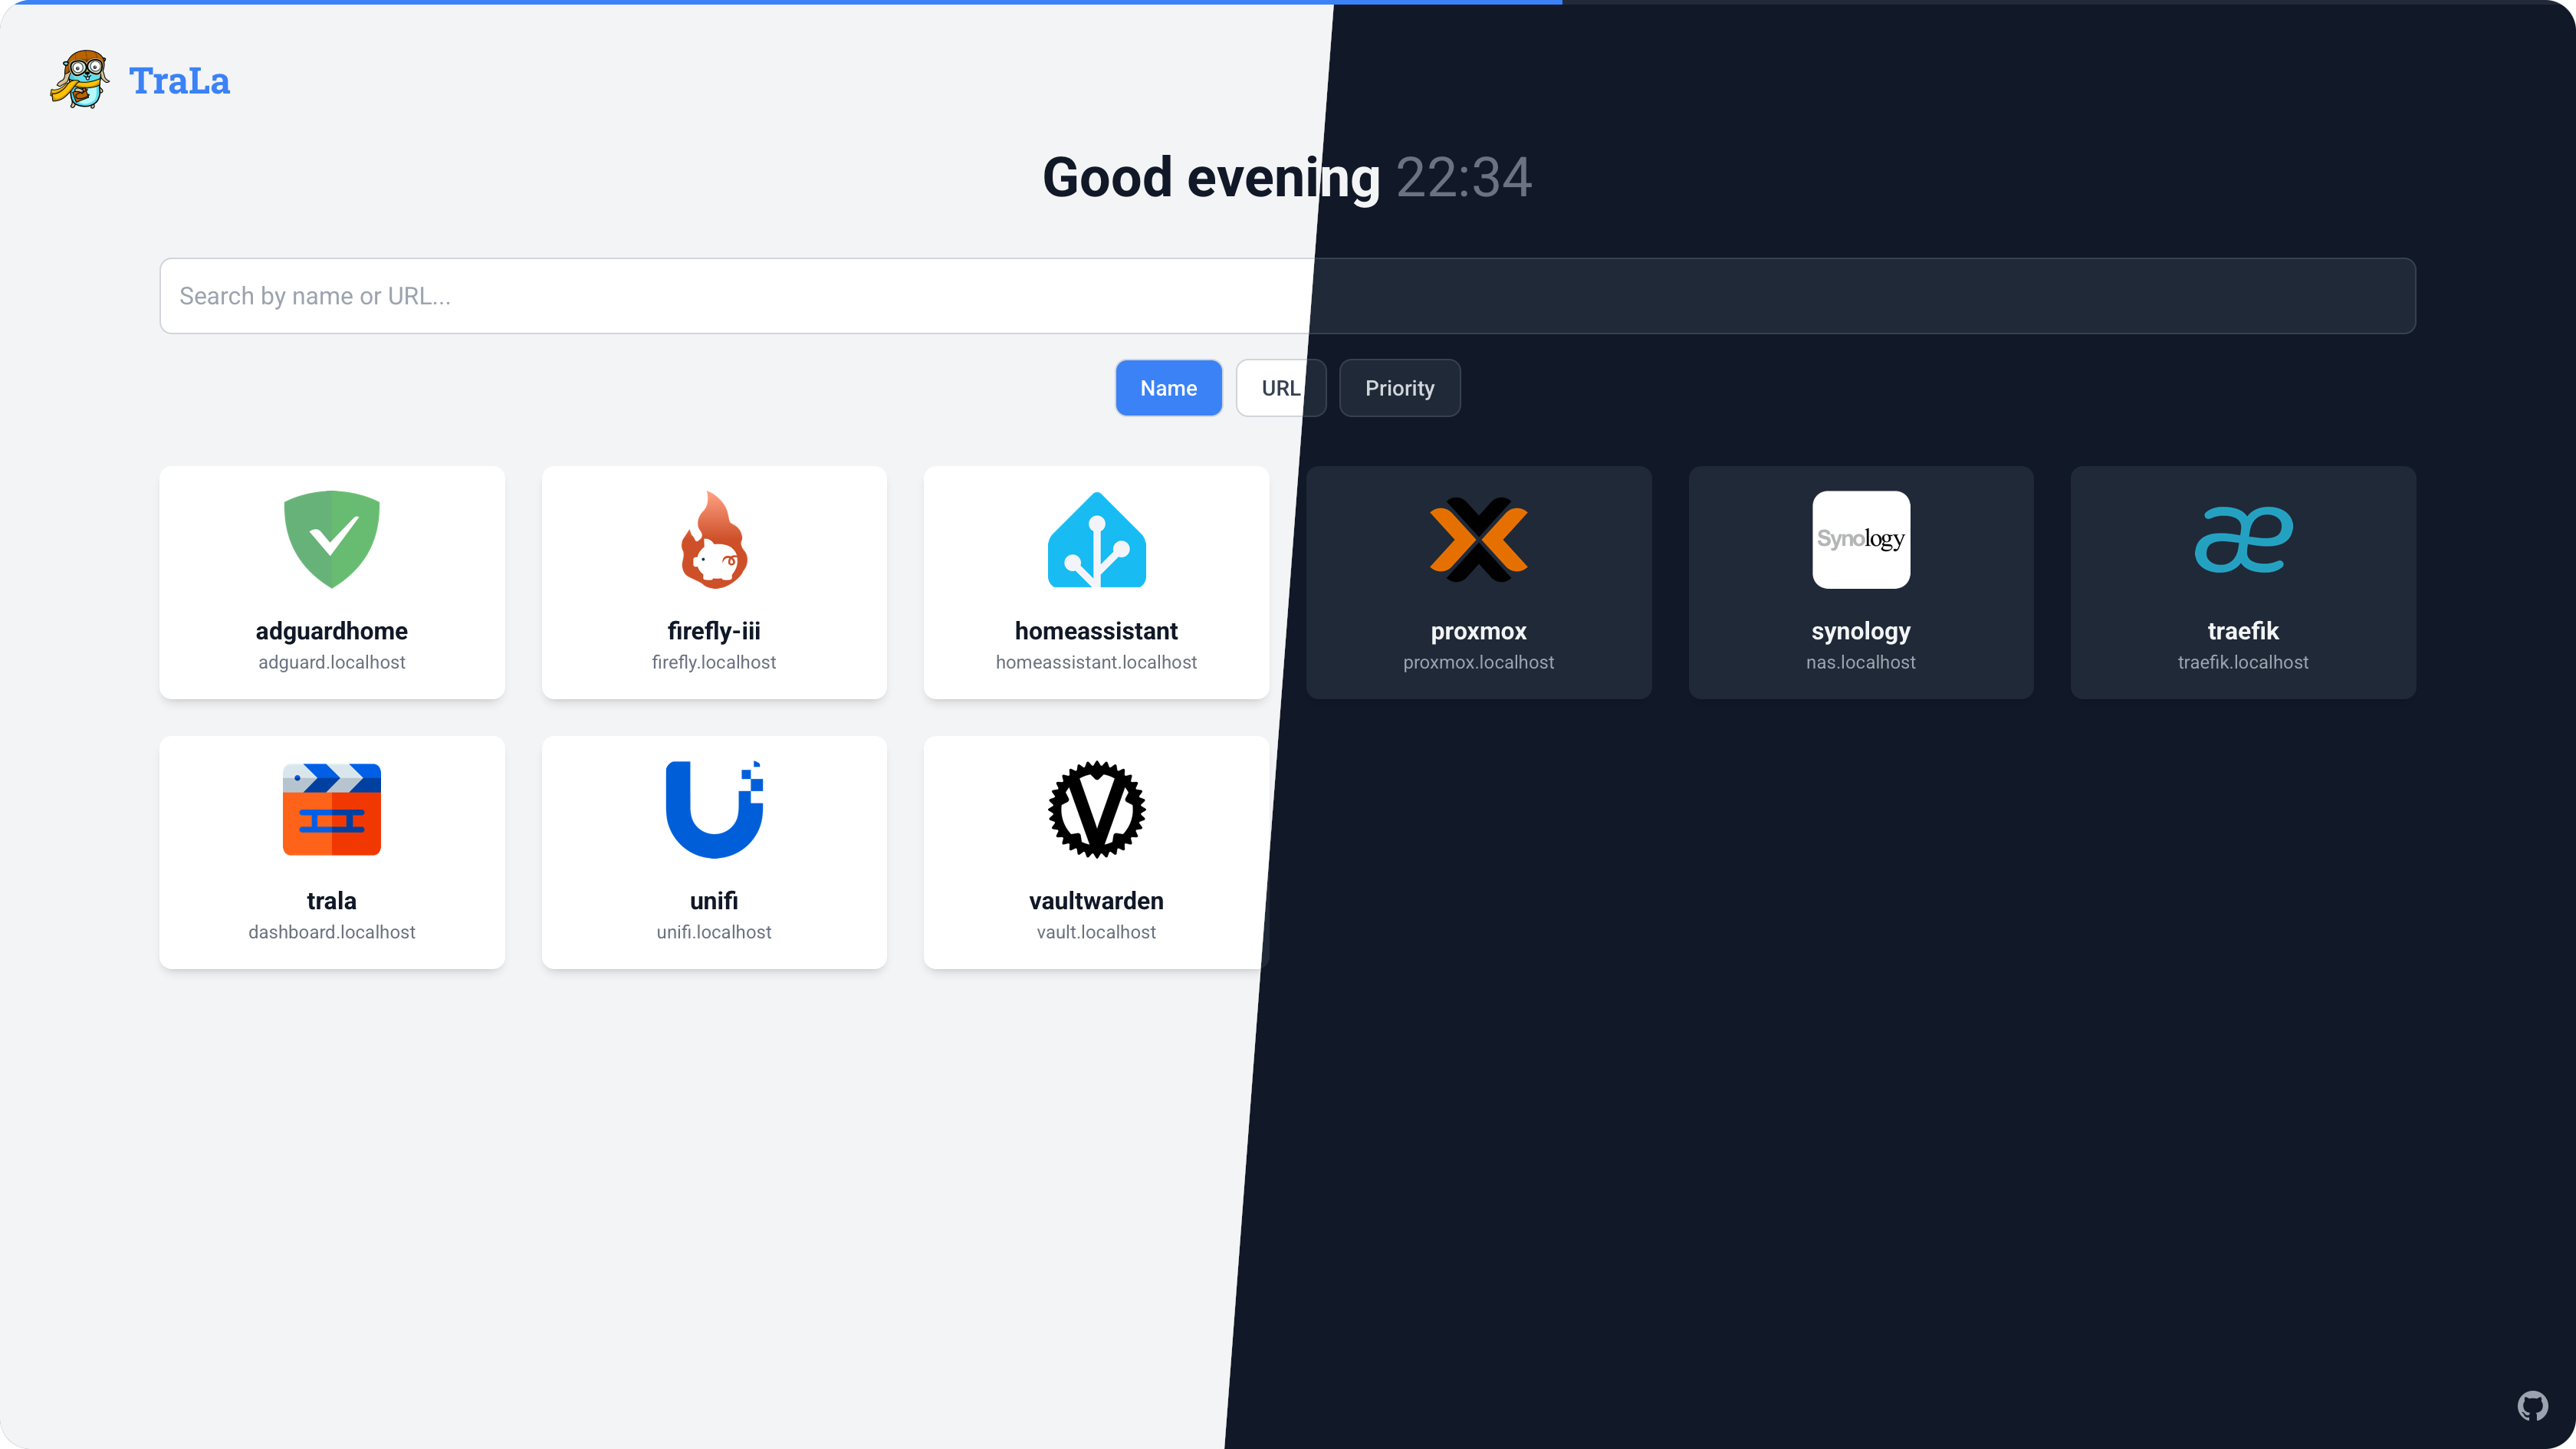 TraLa
Good evening 22:34
Search by name or URL...
Name URL Priority
adguardhome
adguard.localhost
firefly-iii
firefly.localhost
homeassistant
homeassistant.localhost
proxmox
proxmox.localhost
Synology
synology
nas.localhost
traefik
traefik.localhost
trala
dashboard.localhost
unifi
unifi.localhost
vaultwarden
vault.localhost